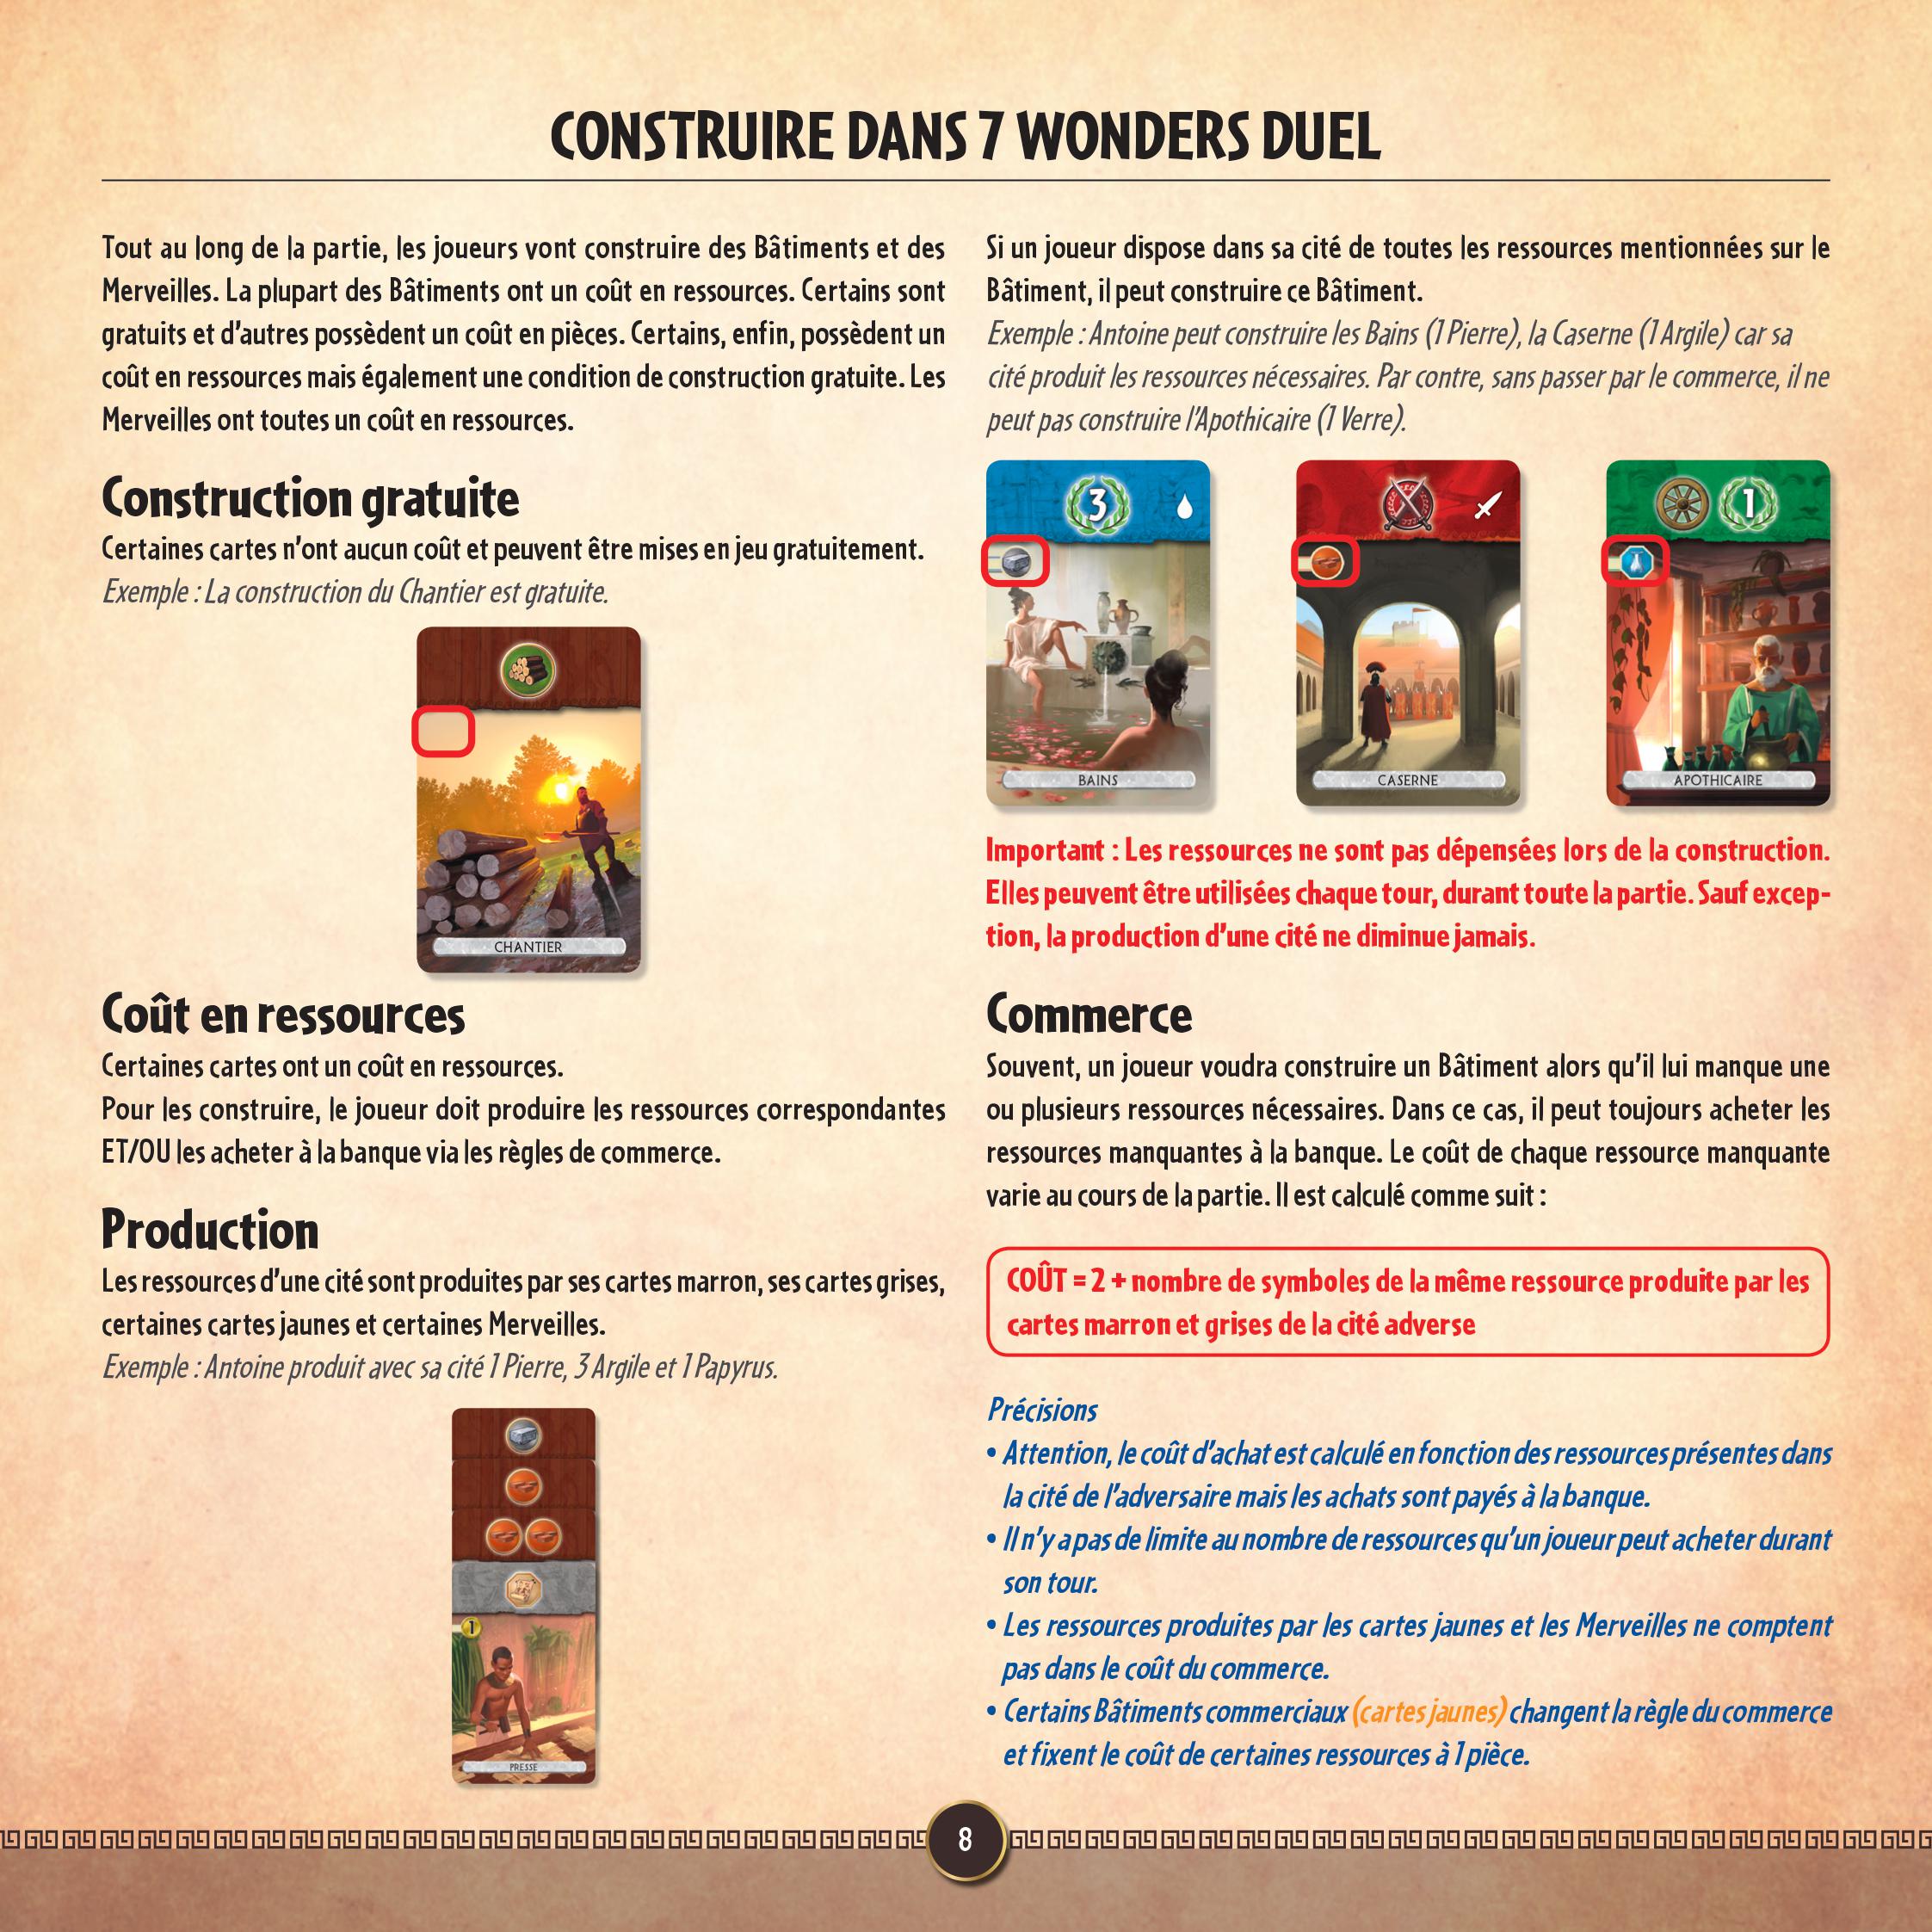 CONSTRUIRE DANS 7 WONDERS DUEL
Tout au long de la partie, les joueurs vont construire des Bâtiments et des
Merveilles. La plupart des Bâtiments ont un coût en ressources. Certains sont
gratuits et d'autres possèdent un coût en pièces. Certains, enfin, possèdent un
coût en ressources mais également une condition de construction gratuite. Les
Merveilles ont toutes un coût en ressources.
Construction gratuite
Certaines cartes n'ont aucun coût et peuvent être mises en jeu gratuitement.
Exemple : La construction du Chantier est gratuite.
CHANTIER
Coût en ressources
Certaines cartes ont un coût en ressources.
Pour les construire, le joueur doit produire les ressources correspondantes
ET/OU les acheter à la banque via les règles de commerce.
Production
Les ressources d'une cité sont produites par ses cartes marron, ses cartes grises,
certaines cartes jaunes et certaines Merveilles.
Exemple : Antoine produit avec sa cité 1 Pierre, 3 Argile et 1 Papyrus.
1
PRESSE
Si un joueur dispose dans sa cité de toutes les ressources mentionnées sur le
Bâtiment, il peut construire ce Bâtiment.
Exemple : Antoine peut construire les Bains (1 Pierre), la Caserne (1 Argile) car sa
cité produit les ressources nécessaires. Par contre, sans passer par le commerce, il ne
peut pas construire l'Apothicaire (1 Verre).
3
1
BAINS
CASERNE
APOTHICAIRE
Important : Les ressources ne sont pas dépensées lors de la construction.
Elles peuvent être utilisées chaque tour, durant toute la partie. Sauf excep-
tion, la production d'une cité ne diminue jamais.
Commerce
Souvent, un joueur voudra construire un Bâtiment alors qu'il lui manque une
ou plusieurs ressources nécessaires. Dans ce cas, il peut toujours acheter les
ressources manquantes à la banque. Le coût de chaque ressource manquante
varie au cours de la partie. Il est calculé comme suit :
COÛT = 2 + nombre de symboles de la même ressource produite par les
cartes marron et grises de la cité adverse
Précisions
• Attention, le coût d'achat est calculé en fonction des ressources présentes dans
la cité de l'adversaire mais les achats sont payés à la banque.
• Il n'y a pas de limite au nombre de ressources qu'un joueur peut acheter durant
son tour.
• Les ressources produites par les cartes jaunes et les Merveilles ne comptent
pas dans le coût du commerce.
• Certains Bâtiments commerciaux (cartes jaunes) changent la règle du commerce
et fixent le coût de certaines ressources à 1 pièce.
8